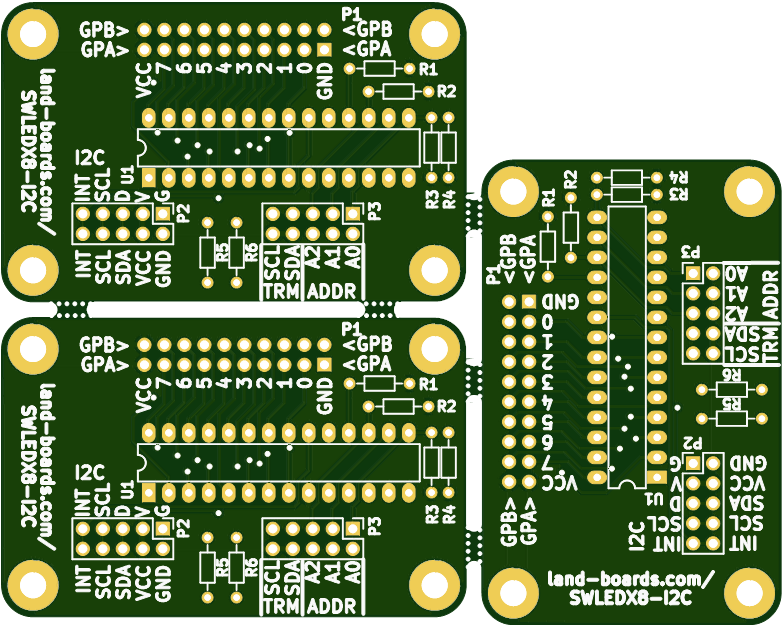 P1
GPB> <GPB
GPA> <GPA
VCC 7 6 5 4 3 2 1 0 GND
R1
R2
land-boards.com/
SWLEDX8-I2C
I2C
INT SCL D V G
U1
P2
P3
R3 R4
R5 R6
INT SCL SDA VCC GND
SCL SDA A2 A1 A0
TRM ADDR
P1
GPB> <GPB
GPA> <GPA
VCC 7 6 5 4 3 2 1 0 GND
R1
R2
land-boards.com/
SWLEDX8-I2C
I2C
INT SCL D V G
U1
P2
P3
R3 R4
R5 R6
INT SCL SDA VCC GND
SCL SDA A2 A1 A0
TRM ADDR
R4
R3
R1 R2
P1
<GPB
<GPA
GND
0
1
2
3
4
5
6
7
VCC
GPB>
GPA>
P3
A0
A1
A2
SDA
SCL
ADDR
TRM
R6
R5
P2
G GND
V VCC
D SDA
SCL SCL
INT INT
U1
I2C
land-boards.com/
SWLEDX8-I2C